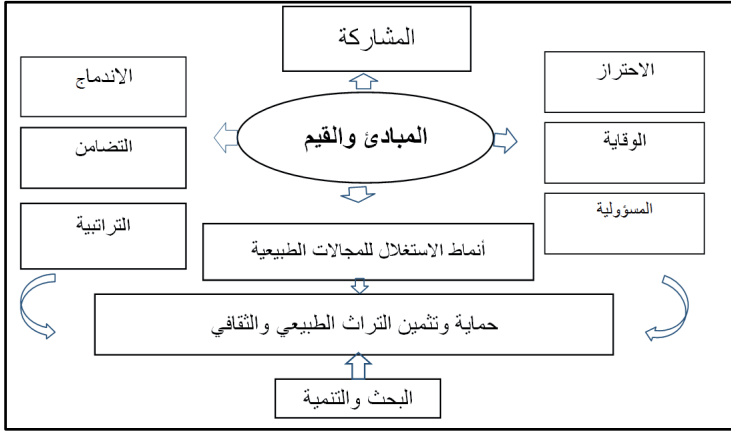 المشاركة
الاحتراز
الاندماج
المبادئ والقيم
الوقاية
التضامن
المسؤولية
التراتبية
أنماط الاستغلال للمجالات الطبيعية
حماية وتثمين التراث الطبيعي والثقافي
البحث والتنمية